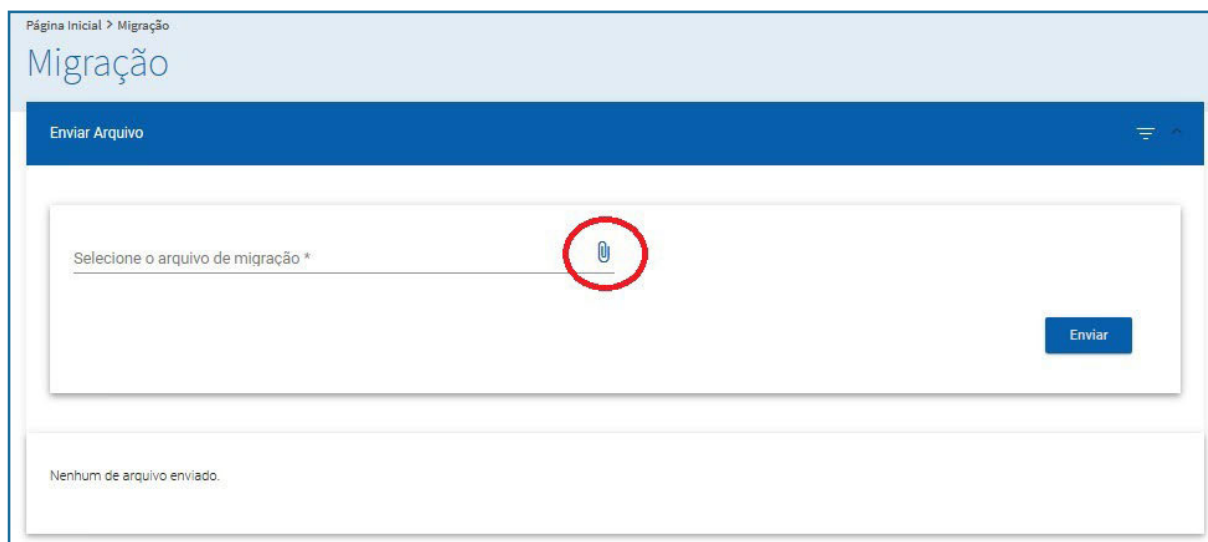 Página Inicial > Migração
Migração
Enviar Arquivo
Selecione o arquivo de migração *
Enviar
Nenhum de arquivo enviado.